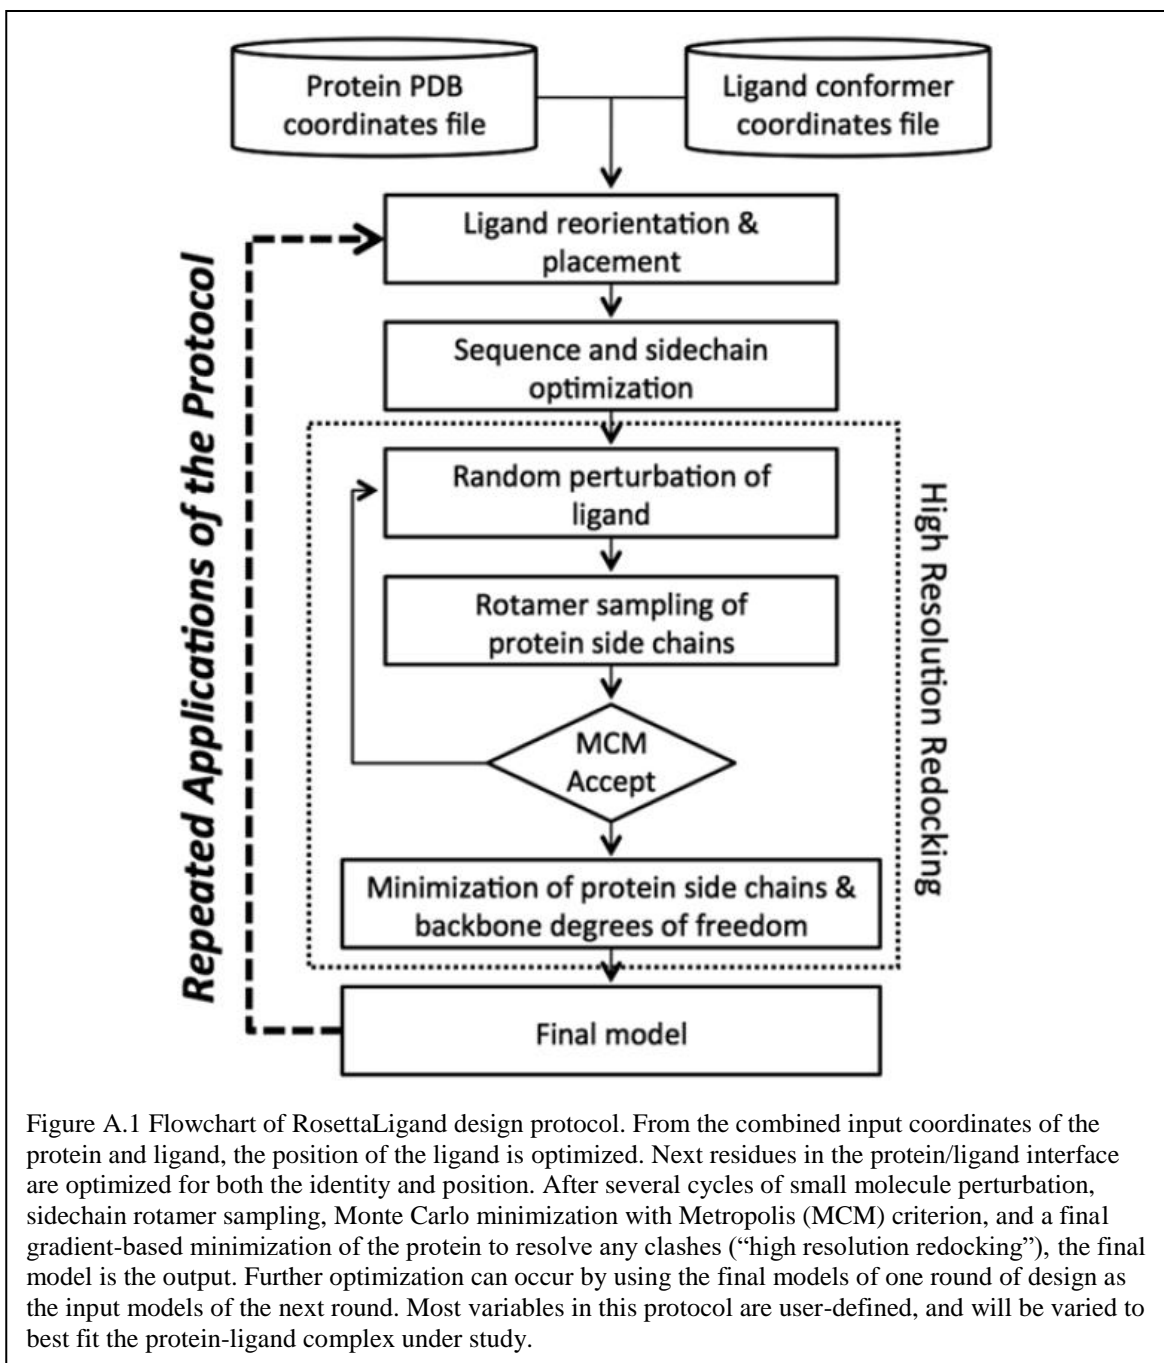 Protein PDB
coordinates file
Ligand conformer
coordinates file
Ligand reorientation &
placement
Sequence and sidechain
optimization
Random perturbation of
ligand
Rotamer sampling of
protein side chains
MCM
Accept
Minimization of protein side chains &
backbone degrees of freedom
Final model
Repeated Applications of the Protocol
High Resolution Redocking
Figure A.1 Flowchart of RosettaLigand design protocol. From the combined input coordinates of the
protein and ligand, the position of the ligand is optimized. Next residues in the protein/ligand interface
are optimized for both the identity and position. After several cycles of small molecule perturbation,
sidechain rotamer sampling, Monte Carlo minimization with Metropolis (MCM) criterion, and a final
gradient-based minimization of the protein to resolve any clashes (“high resolution redocking”), the final
model is the output. Further optimization can occur by using the final models of one round of design as
the input models of the next round. Most variables in this protocol are user-defined, and will be varied to
best fit the protein-ligand complex under study.